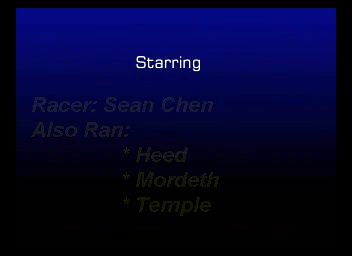 Starring
Racer: Sean Chen
Also Ran:
* Heed
* Mordeth
* Temple